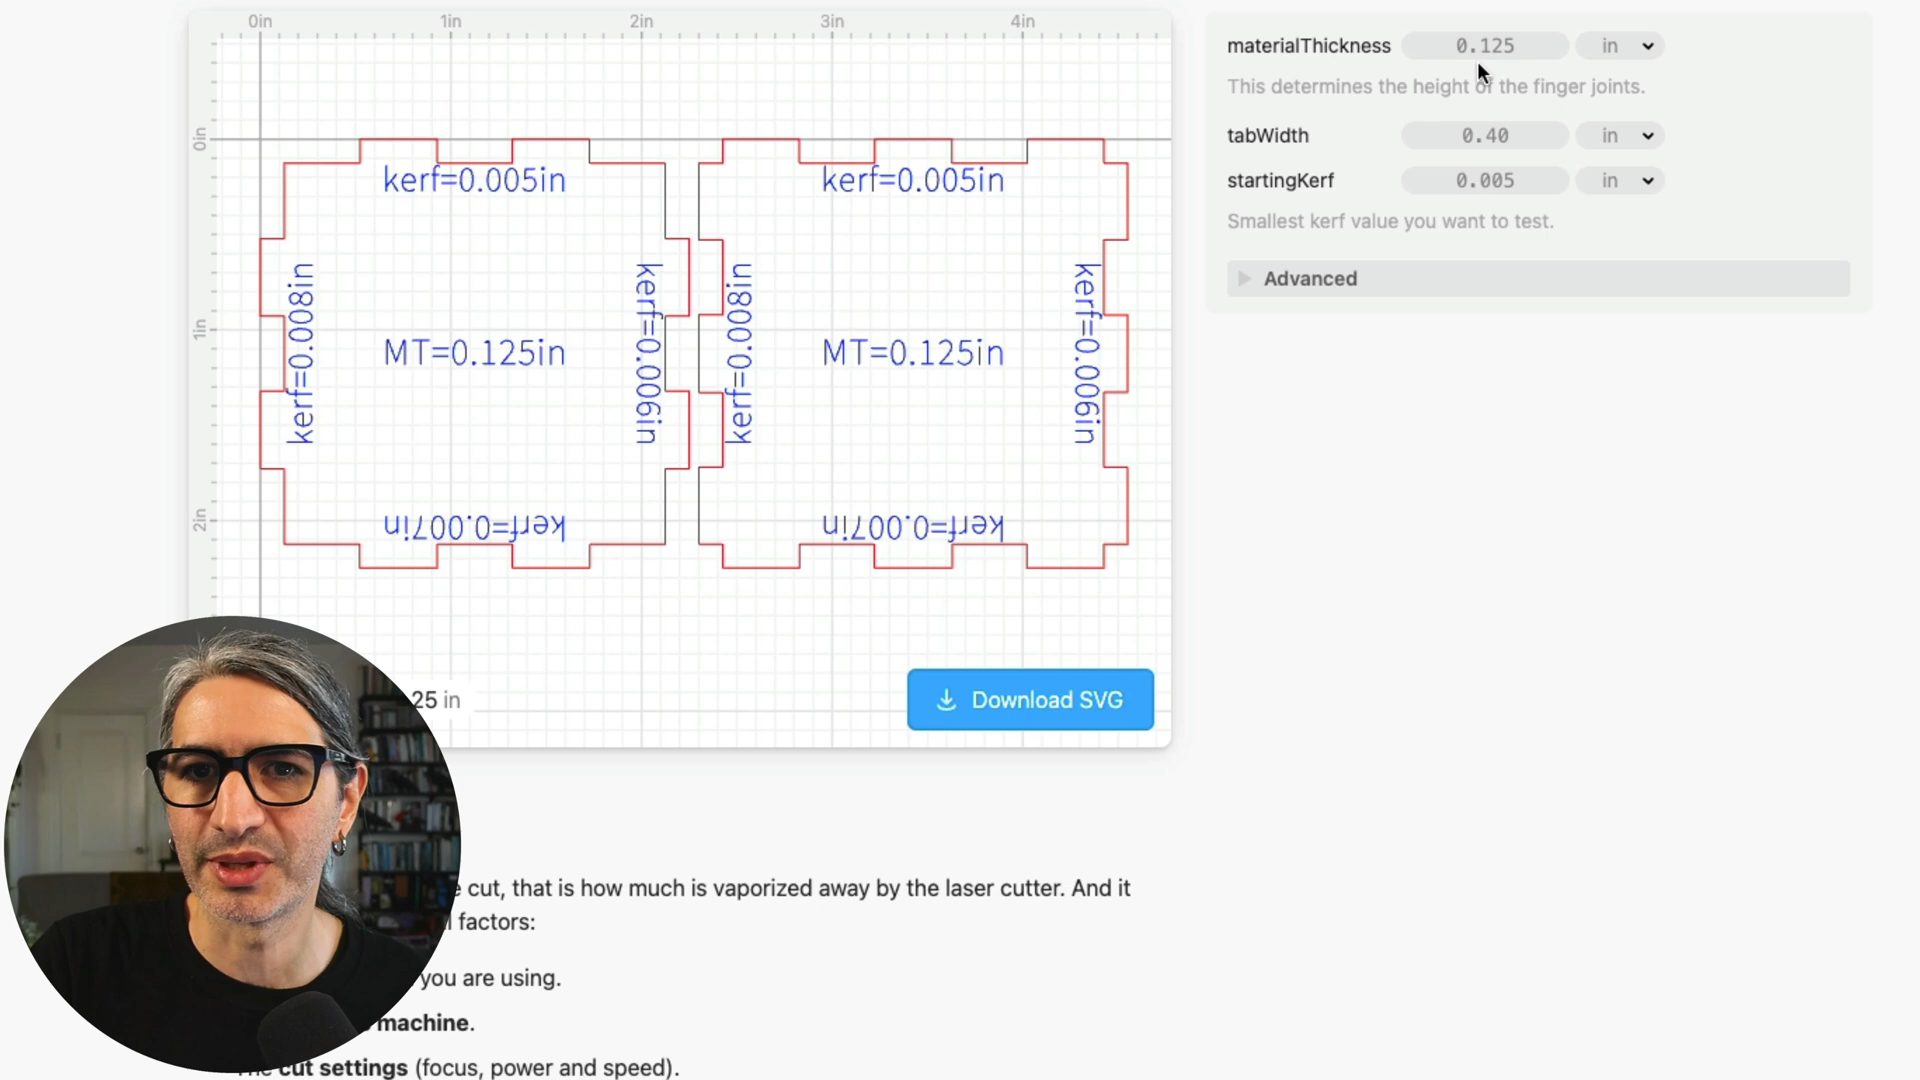 0in 1in 2in 3in 4in
0in
1in
2in
kerf=0.005in
kerf=0.008in
MT=0.125in
kerf=0.006in
kerf=0.007in
kerf=0.005in
kerf=0.008in
MT=0.125in
kerf=0.006in
kerf=0.007in
25 in
Download SVG
materialThickness 0.125 in
This determines the height of the finger joints.
tabWidth 0.40 in
startingKerf 0.005 in
Smallest kerf value you want to test.
Advanced
cut, that is how much is vaporized away by the laser cutter. And it
factors:
you are using.
machine.
cut settings (focus, power and speed).